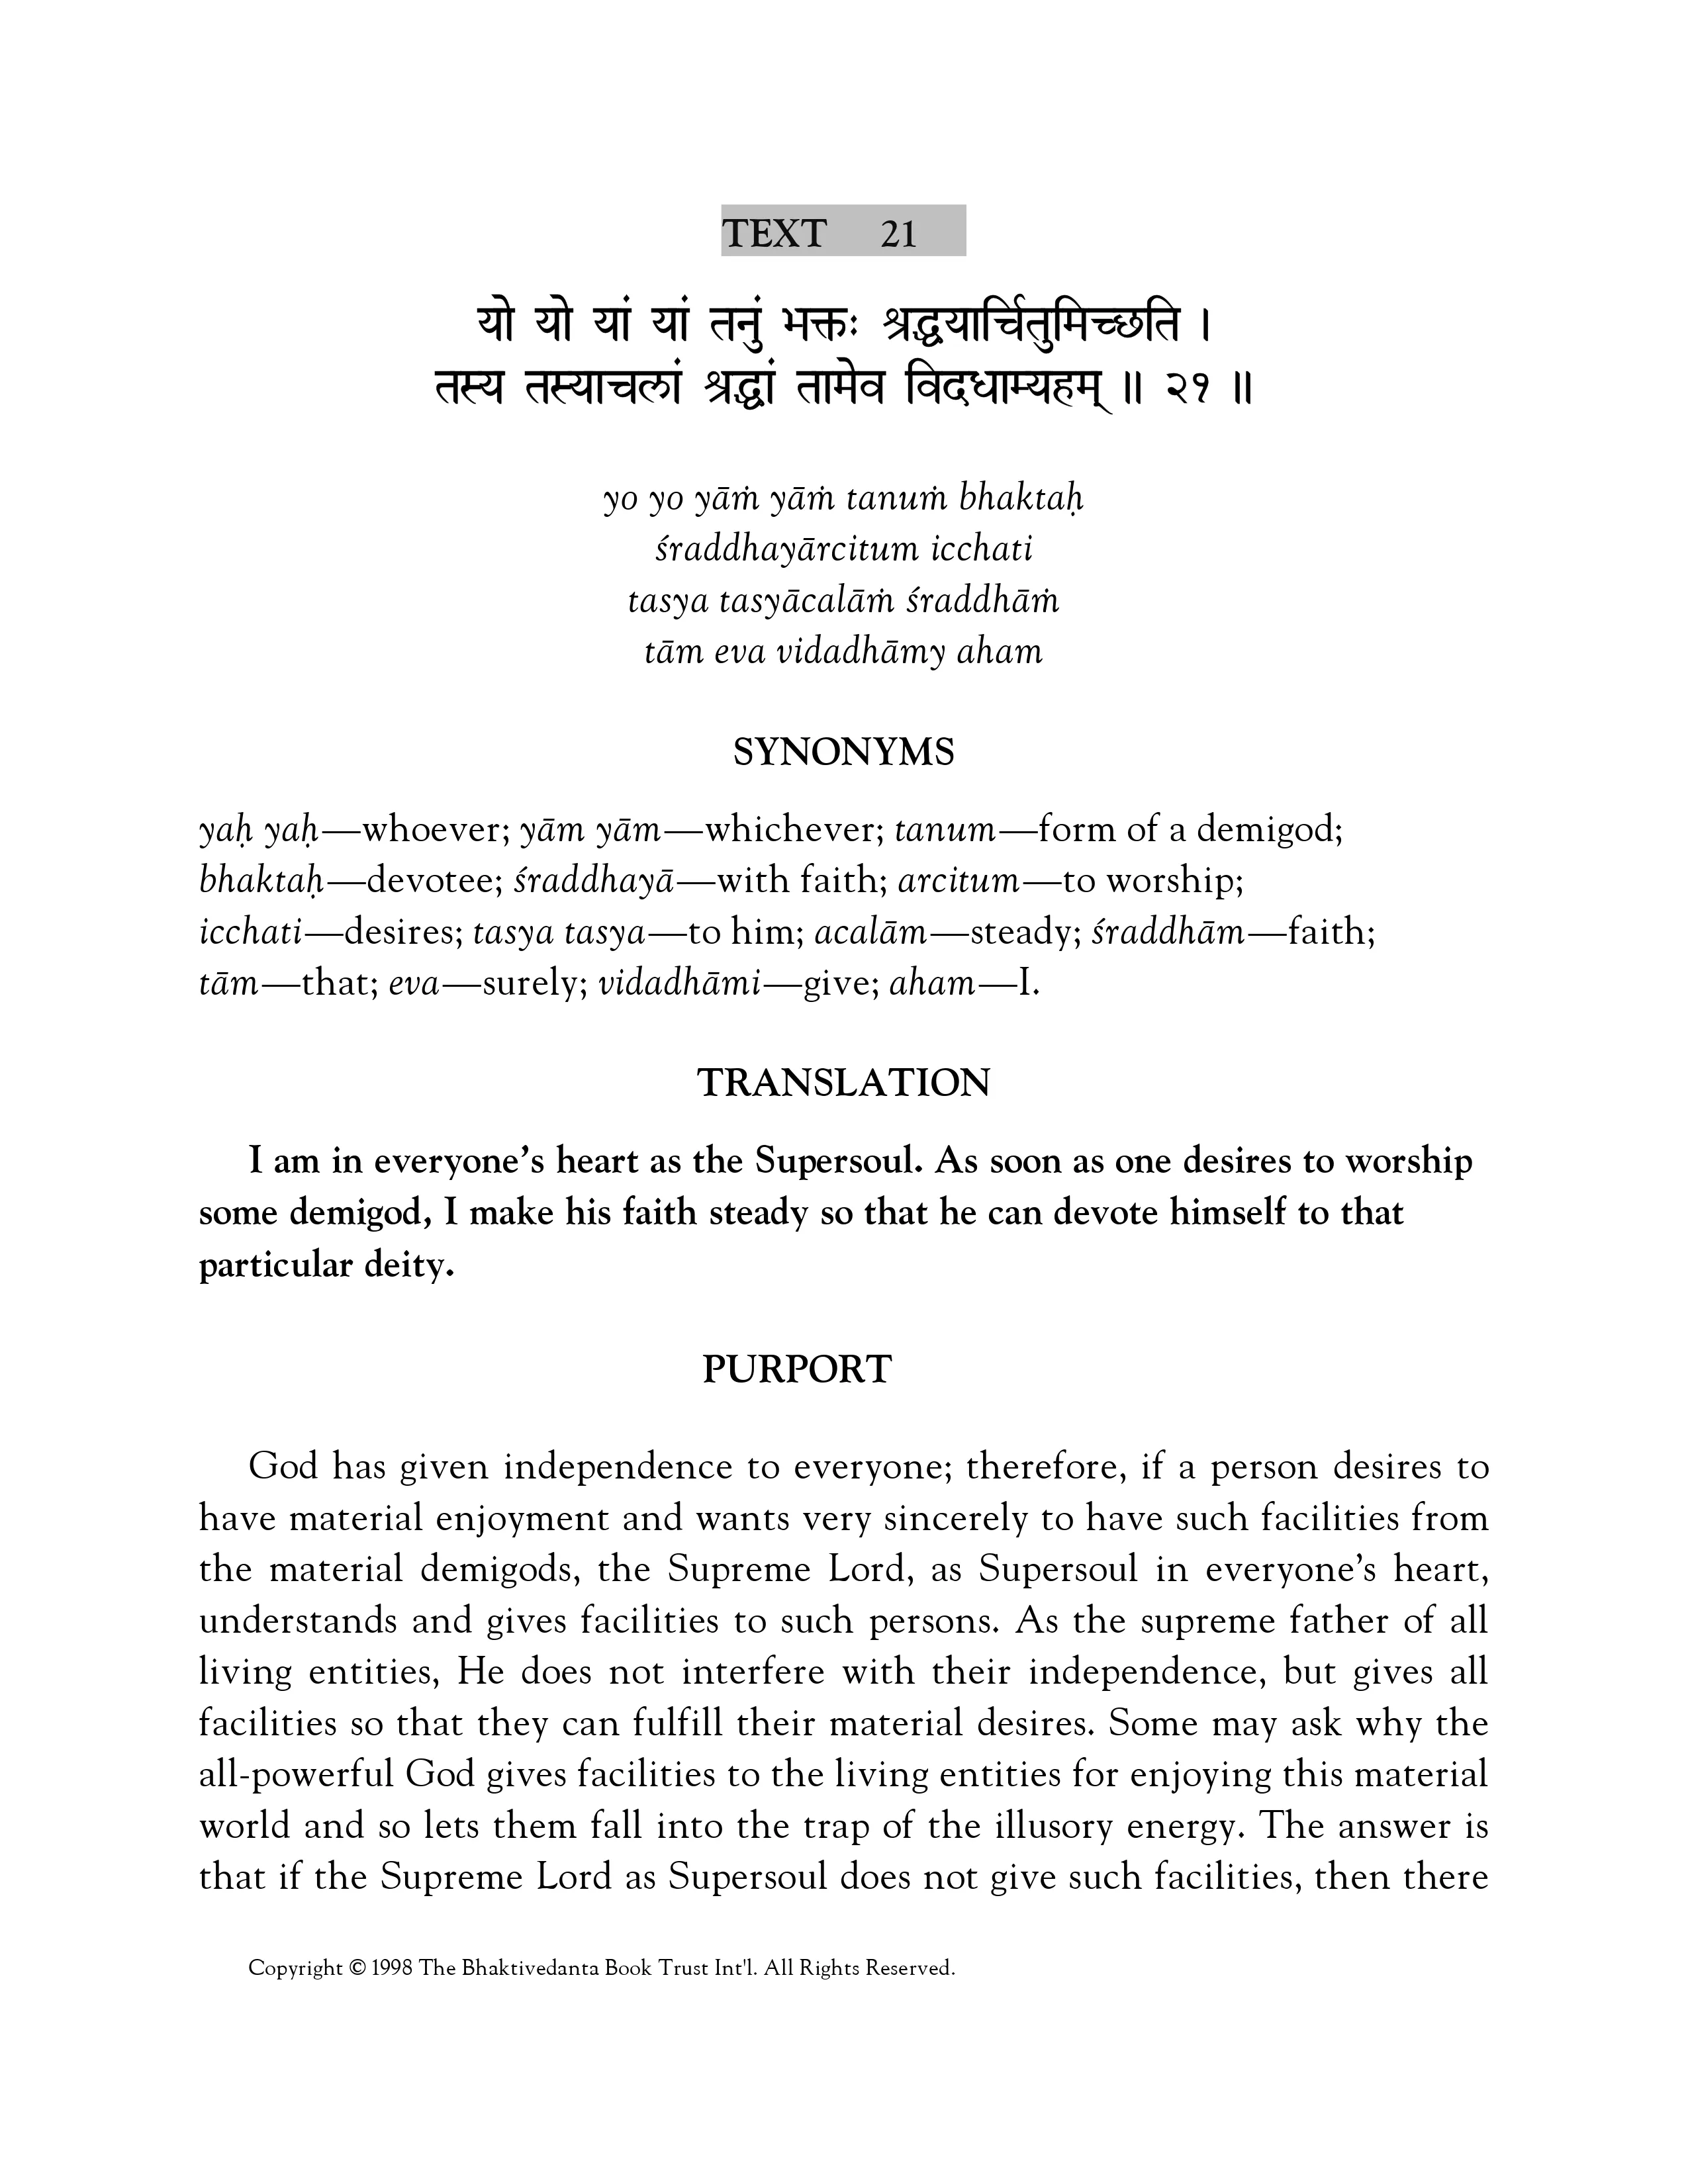 TEXT 21
यो यो यां यां तनुं भक्तः श्रद्धयार्चितुमिच्छति ।
तस्य तस्याचलां श्रद्धां तामेव विदधाम्यहम् ॥ २१ ॥
yo yo yāṁ yāṁ tanuṁ bhaktaḥ
śraddhayārcitum icchati
tasya tasyācalāṁ śraddhāṁ
tām eva vidadhāmy aham
SYNONYMS
yaḥ yaḥ—whoever; yām yām—whichever; tanum—form of a demigod;
bhaktaḥ—devotee; śraddhayā—with faith; arcitum—to worship;
icchati—desires; tasya tasya—to him; acalām—steady; śraddhām—faith;
tām—that; eva—surely; vidadhāmi—give; aham—I.
TRANSLATION
I am in everyone’s heart as the Supersoul. As soon as one desires to worship
some demigod, I make his faith steady so that he can devote himself to that
particular deity.
PURPORT
God has given independence to everyone; therefore, if a person desires to
have material enjoyment and wants very sincerely to have such facilities from
the material demigods, the Supreme Lord, as Supersoul in everyone’s heart,
understands and gives facilities to such persons. As the supreme father of all
living entities, He does not interfere with their independence, but gives all
facilities so that they can fulfill their material desires. Some may ask why the
all-powerful God gives facilities to the living entities for enjoying this material
world and so lets them fall into the trap of the illusory energy. The answer is
that if the Supreme Lord as Supersoul does not give such facilities, then there
Copyright © 1998 The Bhaktivedanta Book Trust Int'l. All Rights Reserved.